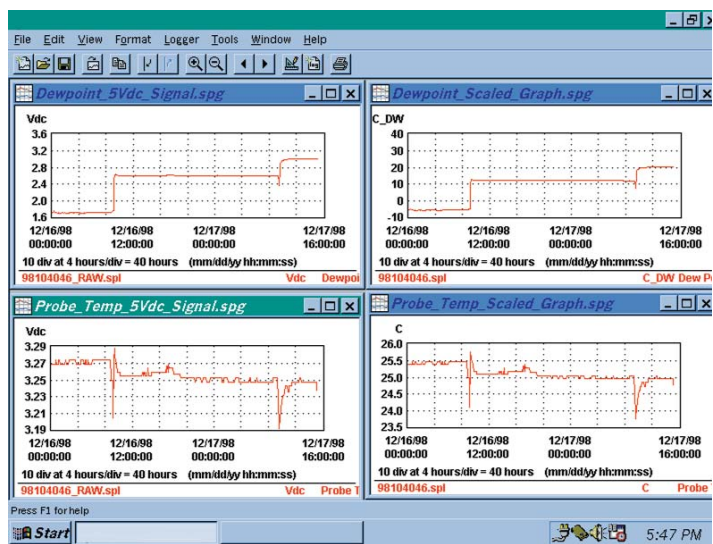 File Edit View Format Logger Tools Window Help
Dewpoint_5Vdc_Signal.spg
Vdc
3.6
3.2
2.8
2.4
2.0
1.6
12/16/98 12/16/98 12/17/98 12/17/98
00:00:00 12:00:00 00:00:00 16:00:00
10 div at 4 hours/div = 40 hours (mm/dd/yy hh:mm:ss)
98104046_RAW.spl Vdc Dewpoi
Dewpoint_Scaled_Graph.spg
C_DW
40
30
20
10
0
-10
12/16/98 12/16/98 12/17/98 12/17/98
00:00:00 12:00:00 00:00:00 16:00:00
10 div at 4 hours/div = 40 hours (mm/dd/yy hh:mm:ss)
98104046.spl C_DW Dew P
Probe_Temp_5Vdc_Signal.spg
Vdc
3.29
3.27
3.25
3.23
3.21
3.19
12/16/98 12/16/98 12/17/98 12/17/98
00:00:00 12:00:00 00:00:00 16:00:00
10 div at 4 hours/div = 40 hours (mm/dd/yy hh:mm:ss)
98104046_RAW.spl Vdc Probe T
Probe_Temp_Scaled_Graph.spg
C
26.0
25.5
25.0
24.5
24.0
23.5
12/16/98 12/16/98 12/17/98 12/17/98
00:00:00 12:00:00 00:00:00 16:00:00
10 div at 4 hours/div = 40 hours (mm/dd/yy hh:mm:ss)
98104046.spl C Probe
Press F1 for help
Start 5:47 PM